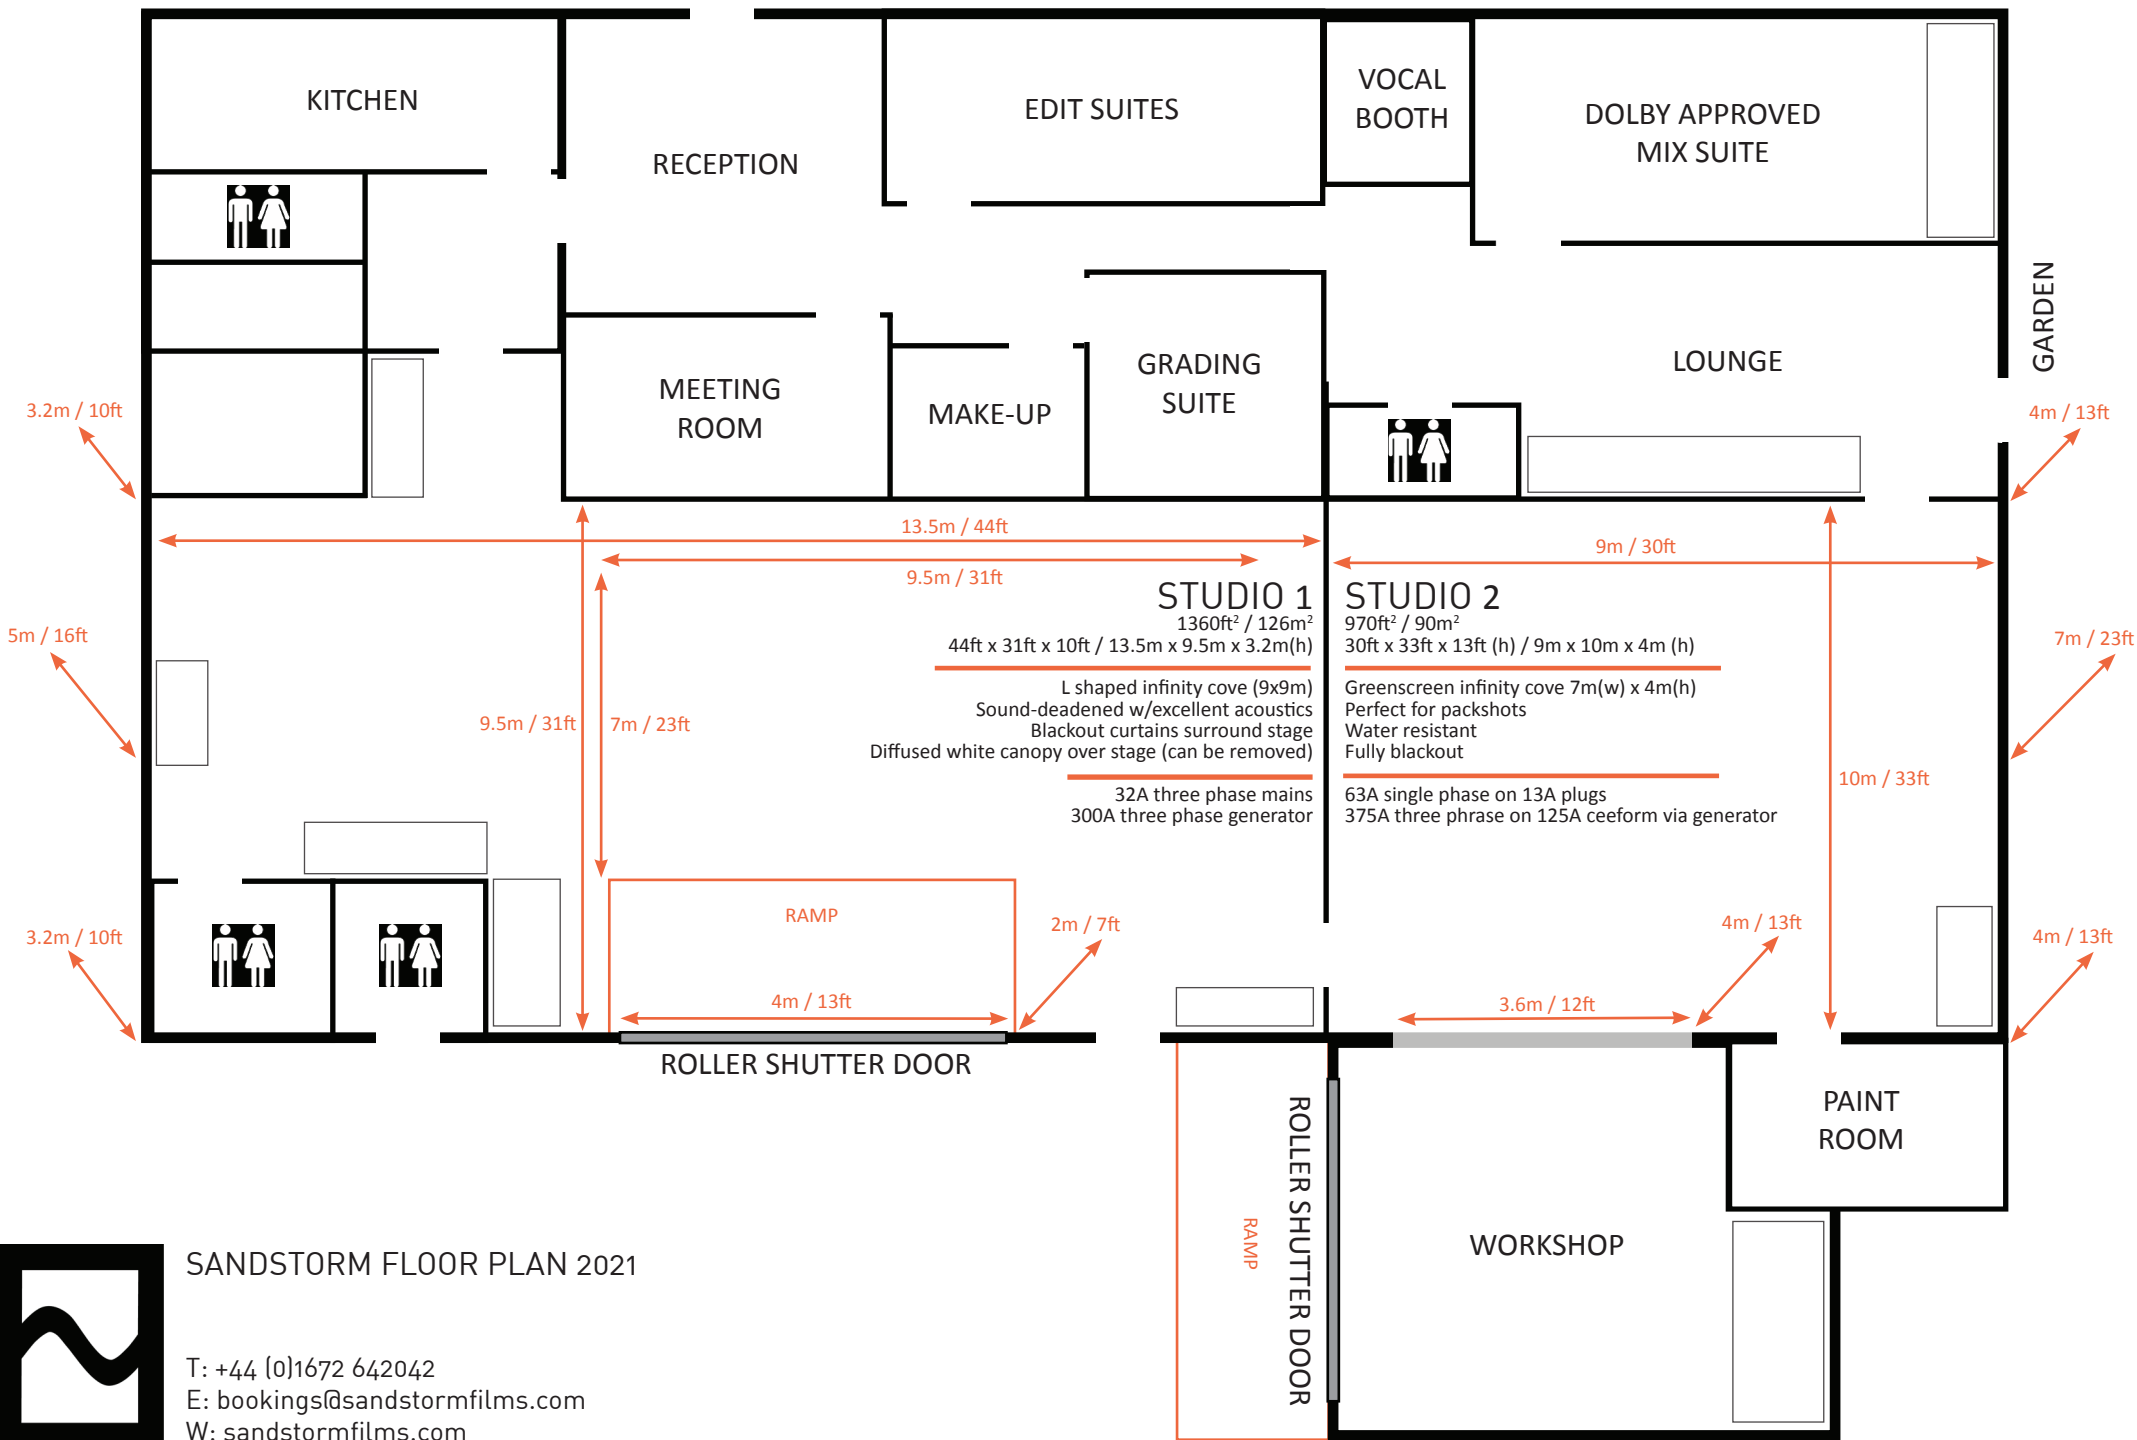 KITCHEN
RECEPTION
EDIT SUITES
VOCAL
BOOTH
DOLBY APPROVED
MIX SUITE
GARDEN
LOUNGE
MEETING
ROOM
MAKE-UP
GRADING
SUITE
3.2m / 10ft
4m / 13ft
13.5m / 44ft
9.5m / 31ft
9m / 30ft
5m / 16ft
7m / 23ft
STUDIO 1
1360ft² / 126m²
44ft x 31ft x 10ft / 13.5m x 9.5m x 3.2m(h)
L shaped infinity cove (9x9m)
Sound-deadened w/excellent acoustics
Blackout curtains surround stage
Diffused white canopy over stage (can be removed)
32A three phase mains
300A three phase generator
STUDIO 2
970ft² / 90m²
30ft x 33ft x 13ft (h) / 9m x 10m x 4m (h)
Greenscreen infinity cove 7m(w) x 4m(h)
Perfect for packshots
Water resistant
Fully blackout
63A single phase on 13A plugs
375A three phrase on 125A ceeform via generator
9.5m / 31ft
7m / 23ft
10m / 33ft
3.2m / 10ft
RAMP
2m / 7ft
4m / 13ft
4m / 13ft
4m / 13ft
3.6m / 12ft
ROLLER SHUTTER DOOR
ROLLER SHUTTER DOOR
RAMP
PAINT
ROOM
WORKSHOP
SANDSTORM FLOOR PLAN 2021
T: +44 (0)1672 642042
E: bookings@sandstormfilms.com
W: sandstormfilms.com